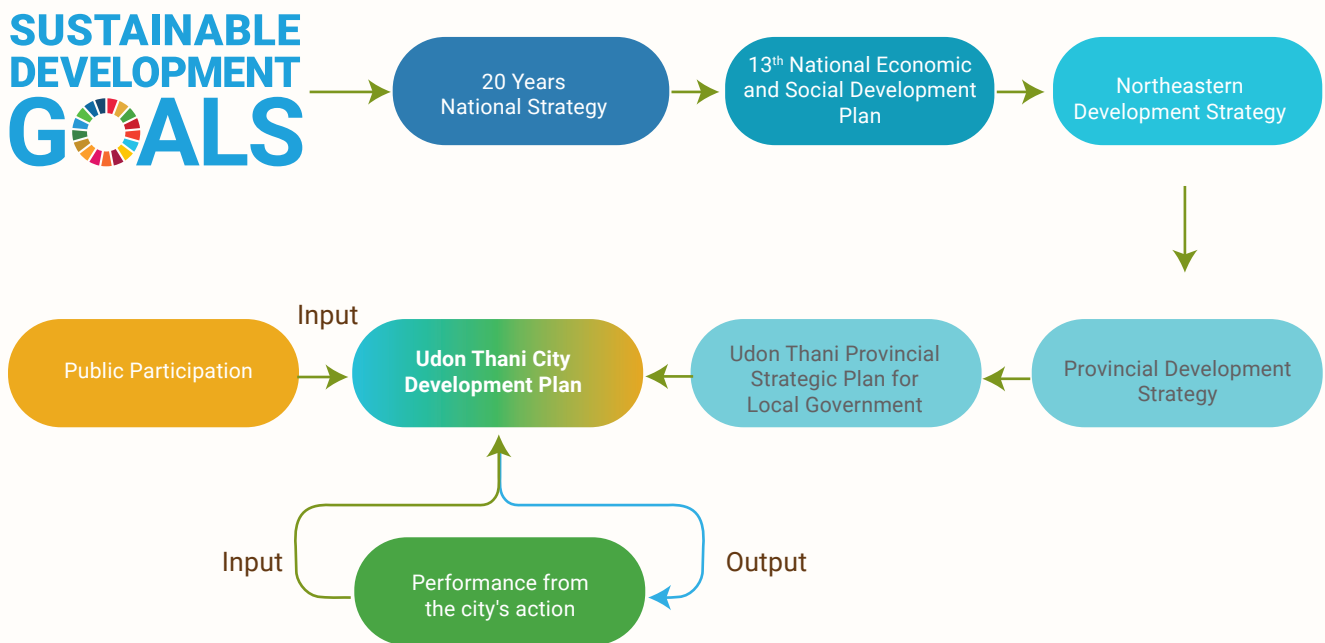 SUSTAINABLE
DEVELOPMENT
GOALS
20 Years
National Strategy
13th National Economic
and Social Development
Plan
Northeastern
Development Strategy
Public Participation
Input
Udon Thani City
Development Plan
Udon Thani Provincial
Strategic Plan for
Local Government
Provincial Development
Strategy
Input
Performance from
the city's action
Output